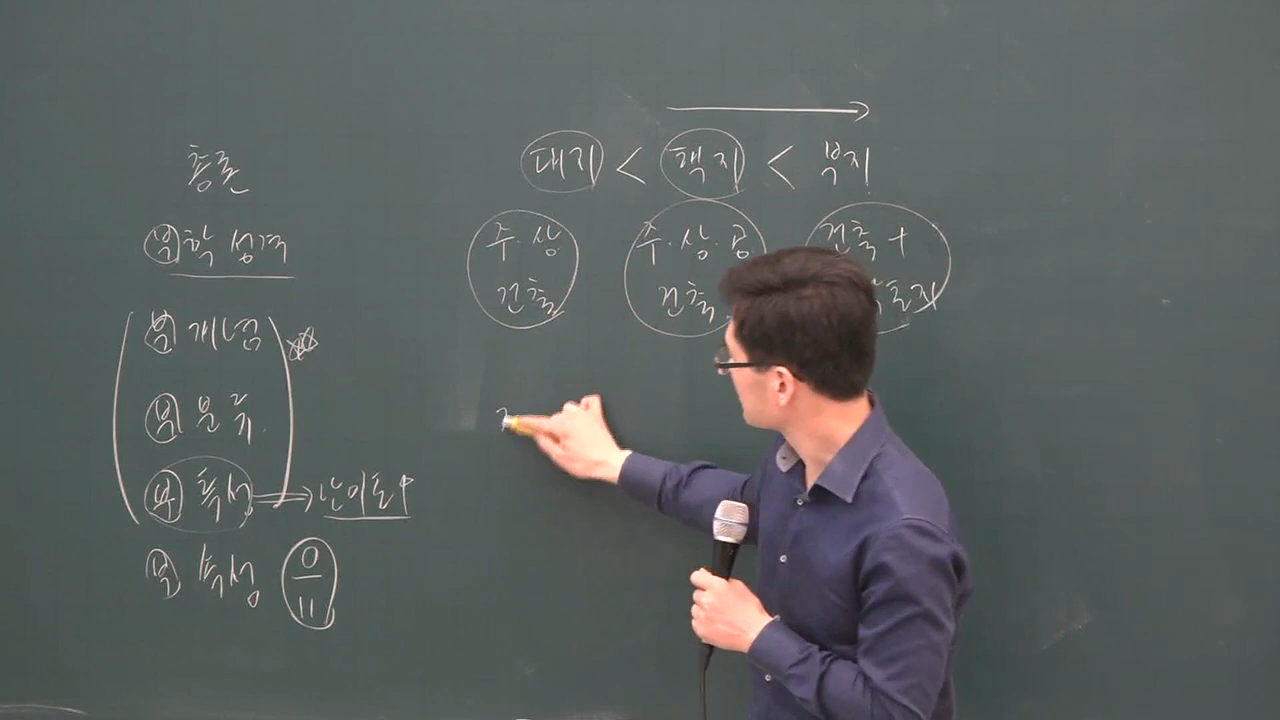 총론
부학 성격
부 개념
부 분류
부 특성 ⇒ 난이도↑
부 특성 0/11
대지 < 택지 < 부지
주.상 건축
주.상.공 건축
건축 +